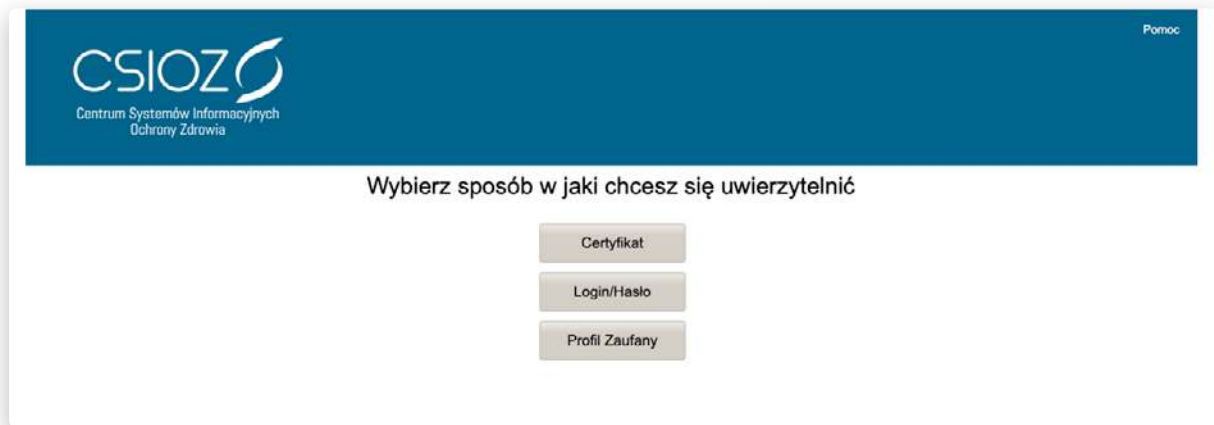 Pomoc
CSIOZ
Centrum Systemów Informacyjnych
Ochrony Zdrowia
Wybierz sposób w jaki chcesz się uwierzytelnić
Certyfikat
Login/Hasło
Profil Zaufany